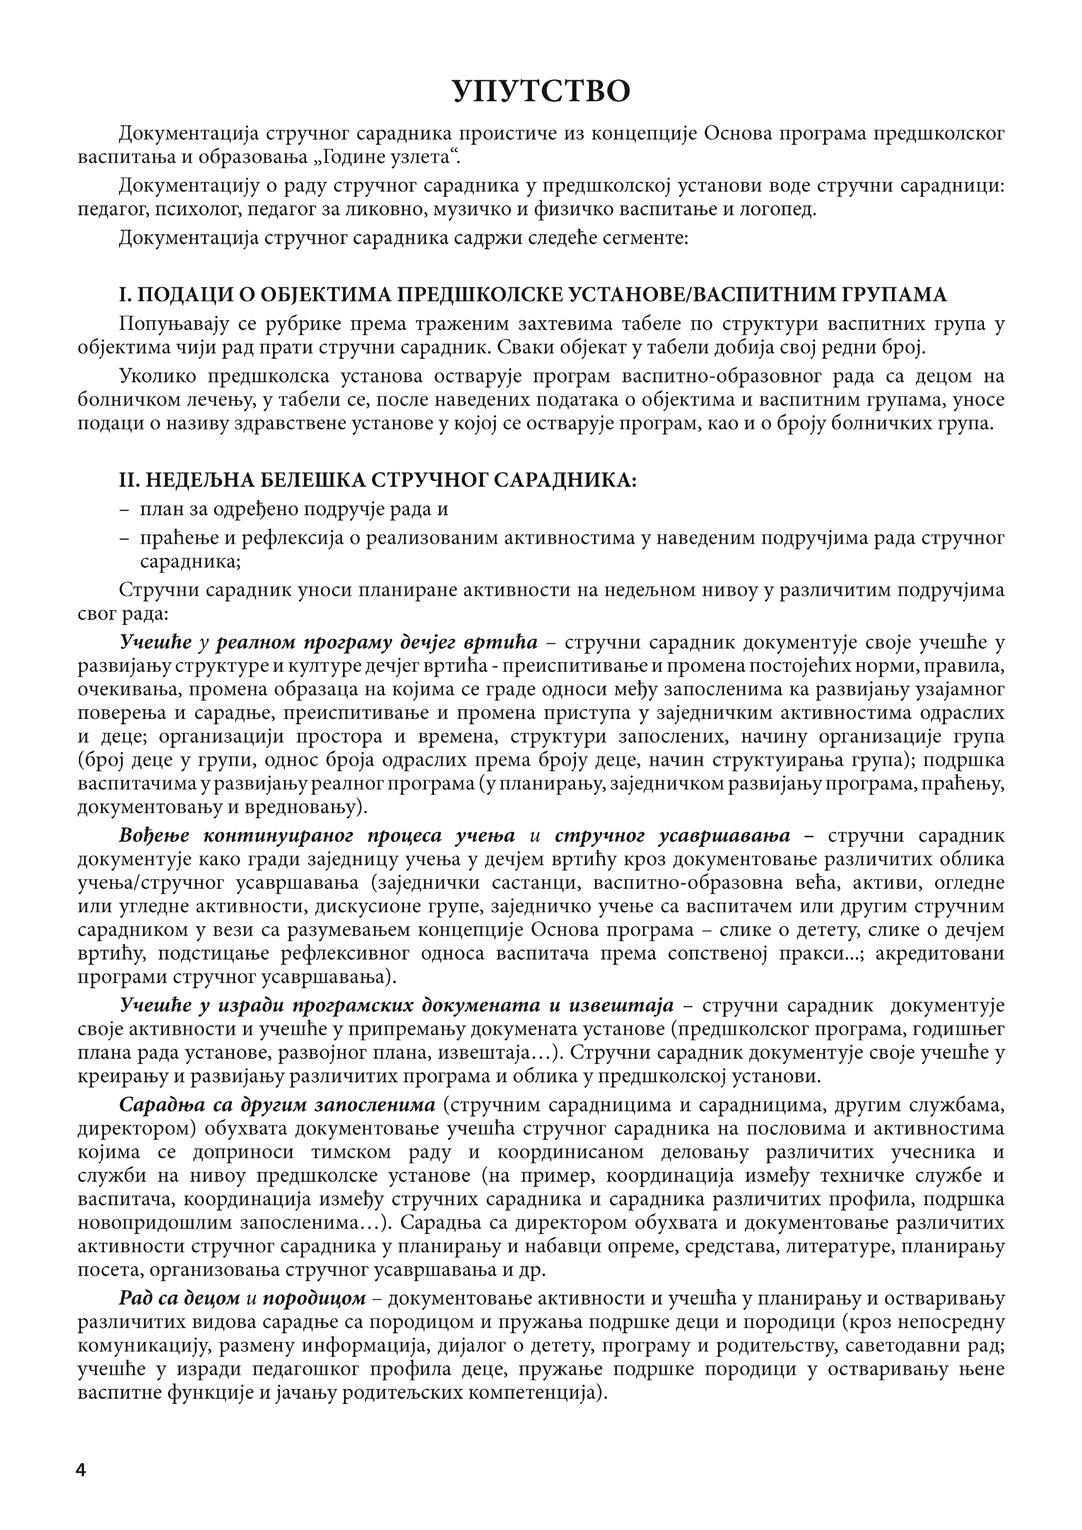 УПУТСТВО
Документација стручног сарадника проистиче из концепције Основа програма предшколског
васпитања и образовања „Године узлета“.
Документацију о раду стручног сарадника у предшколској установи воде стручни сарадници:
педагог, психолог, педагог за ликовно, музичко и физичко васпитање и логопед.
Документација стручног сарадника садржи следеће сегменте:
I. ПОДАЦИ О ОБЈЕКТИМА ПРЕДШКОЛСКЕ УСТАНОВЕ/ВАСПИТНИМ ГРУПАМА
Попуњавају се рубрике према траженим захтевима табеле по структури васпитних група у
објектима чији рад прати стручни сарадник. Сваки објекат у табели добија свој редни број.
Уколико предшколска установа остварује програм васпитно-образовног рада са децом на
болничком лечењу, у табели се, после наведених података о објектима и васпитним групама, уносе
подаци о називу здравствене установе у којој се остварује програм, као и о броју болничких група.
II. НЕДЕЉНА БЕЛЕШКА СТРУЧНОГ САРАДНИКА:
– план за одређено подручје рада и
– праћење и рефлексија о реализованим активностима у наведеним подручјима рада стручног
сарадника;
Стручни сарадник уноси планиране активности на недељном нивоу у различитим подручјима
свог рада:
Учешће у реалном програму дечјег вртића – стручни сарадник документује своје учешће у
развијању структуре и културе дечјег вртића - преиспитивање и промена постојећих норми, правила,
очекивања, промена образаца на којима се граде односи међу запосленима ка развијању узајамног
поверења и сарадње, преиспитивање и промена приступа у заједничким активностима одраслих
и деце; организацији простора и времена, структури запослених, начину организације група
(број деце у групи, однос броја одраслих према броју деце, начин структуирања група); подршка
васпитачима у развијању реалног програма (у планирању, заједничком развијању програма, праћењу,
документовању и вредновању).
Вођење континуираног процеса учења и стручног усавршавања – стручни сарадник
документује како гради заједницу учења у дечјем вртићу кроз документовање различитих облика
учења/стручног усавршавања (заједнички састанци, васпитно-образовна већа, активи, огледне
или угледне активности, дискусионе групе, заједничко учење са васпитачем или другим стручним
сарадником у вези са разумевањем концепције Основа програма – слике о детету, слике о дечјем
вртићу, подстицање рефлексивног односа васпитача према сопственој пракси...; акредитовани
програми стручног усавршавања).
Учешће у изради програмских докумената и извештаја – стручни сарадник документује
своје активности и учешће у припремању докумената установе (предшколског програма, годишњег
плана рада установе, развојног плана, извештаја…). Стручни сарадник документује своје учешће у
креирању и развијању различитих програма и облика у предшколској установи.
Сарадња са другим запосленима (стручним сарадницима и сарадницима, другим службама,
директором) обухвата документовање учешћа стручног сарадника на пословима и активностима
којима се доприноси тимском раду и координисаном деловању различитих учесника и
служби на нивоу предшколске установе (на пример, координација између техничке службе и
васпитача, координација између стручних сарадника и сарадника различитих профила, подршка
новопридошлим запосленима…). Сарадња са директором обухвата и документовање различитих
активности стручног сарадника у планирању и набавци опреме, средстава, литературе, планирању
посета, организовања стручног усавршавања и др.
Рад са децом и породицом – документовање активности и учешћа у планирању и остваривању
различитих видова сарадње са породицом и пружања подршке деци и породици (кроз непосредну
комуникацију, размену информација, дијалог о детету, програму и родитељству, саветодавни рад;
учешће у изради педагошког профила деце, пружање подршке породици у остваривању њене
васпитне функције и јачању родитељских компетенција).
4